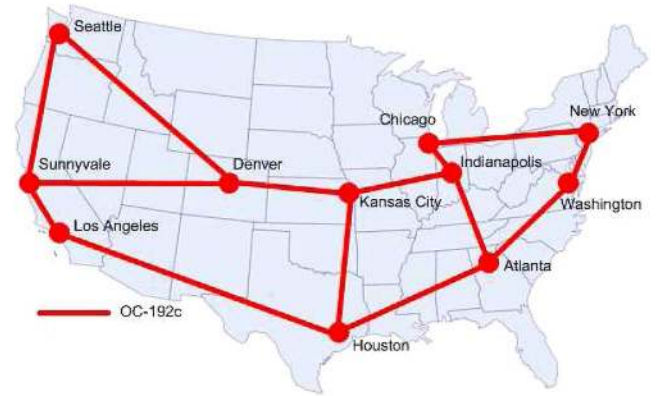 Seattle
New York
Chicago
Sunnyvale
Denver
Indianapolis
Kansas City
Washington
Los Angeles
Atlanta
OC-192c
Houston